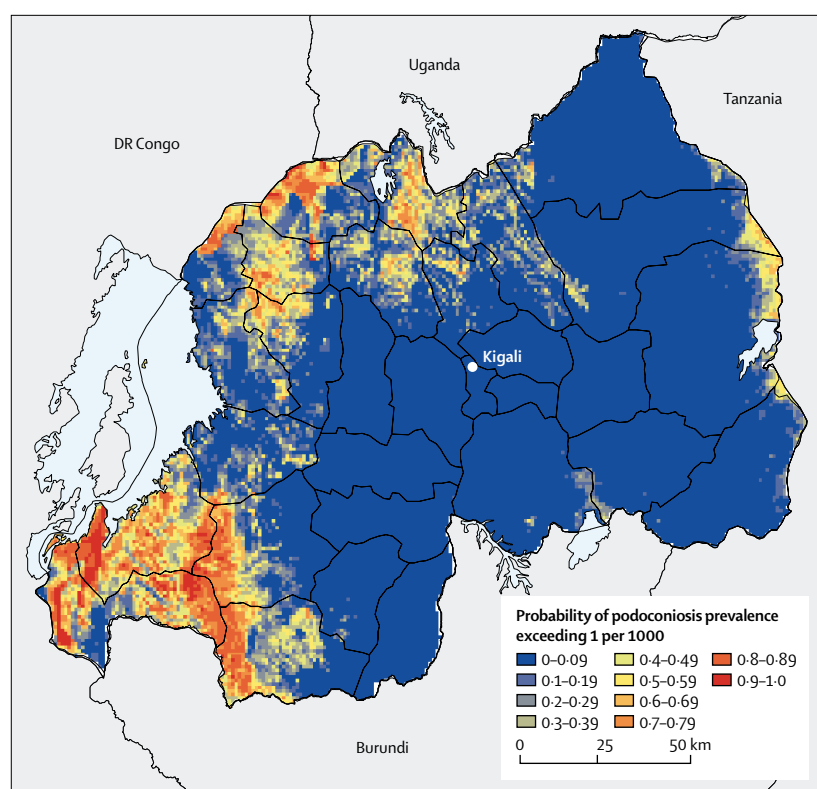 Uganda
Tanzania
DR Congo
Kigali
Burundi
Probability of podoconiosis prevalence
exceeding 1 per 1000
0–0·09
0·1–0·19
0·2–0·29
0·3–0·39
0·4–0·49
0·5–0·59
0·6–0·69
0·7–0·79
0·8–0·89
0·9–1·0
0 25 50 km